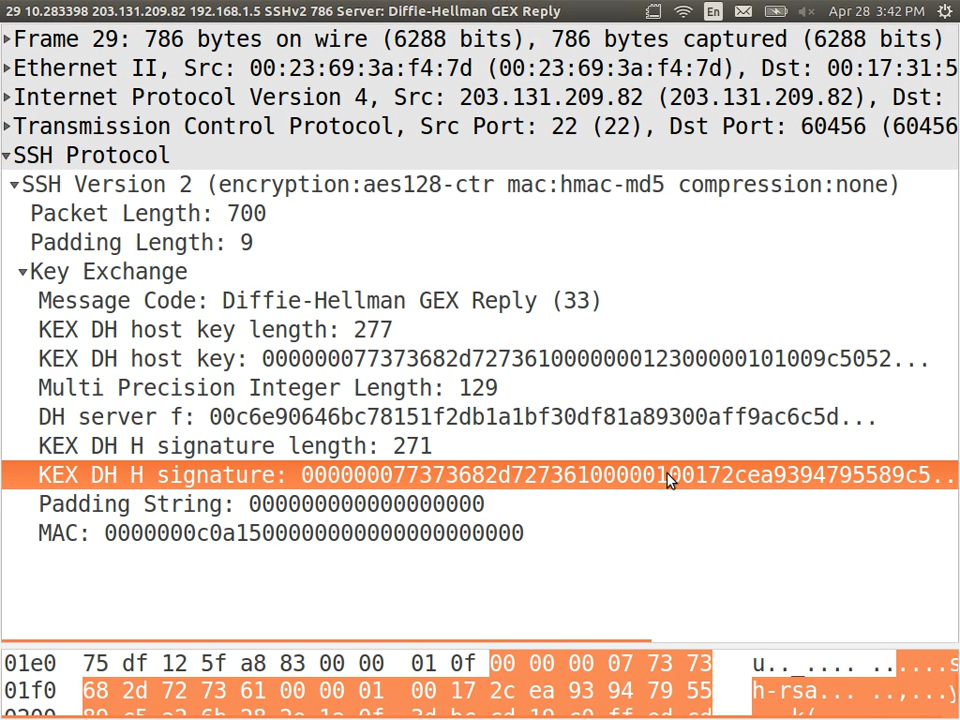 29 10.283398 203.131.209.82 192.168.1.5 SSHv2 786 Server: Diffie-Hellman GEX Reply En Apr 28 3:42 PM
Frame 29: 786 bytes on wire (6288 bits), 786 bytes captured (6288 bits)
Ethernet II, Src: 00:23:69:3a:f4:7d (00:23:69:3a:f4:7d), Dst: 00:17:31:5
Internet Protocol Version 4, Src: 203.131.209.82 (203.131.209.82), Dst:
Transmission Control Protocol, Src Port: 22 (22), Dst Port: 60456 (60456
SSH Protocol
SSH Version 2 (encryption:aes128-ctr mac:hmac-md5 compression:none)
Packet Length: 700
Padding Length: 9
Key Exchange
Message Code: Diffie-Hellman GEX Reply (33)
KEX DH host key length: 277
KEX DH host key: 000000077373682d727361000000012300000101009c5052...
Multi Precision Integer Length: 129
DH server f: 00c6e90646bc78151f2db1a1bf30df81a89300aff9ac6c5d...
KEX DH H signature length: 271
KEX DH H signature: 000000077373682d72736100000100172cea9394795589c5..
Padding String: 000000000000000000
MAC: 0000000c0a1500000000000000000000
01e0 75 df 12 5f a8 83 00 00 01 0f 00 00 00 07 73 73 u.._.... ......s
01f0 68 2d 72 73 61 00 00 01 00 17 2c ea 93 94 79 55 h-rsa... ..,...y